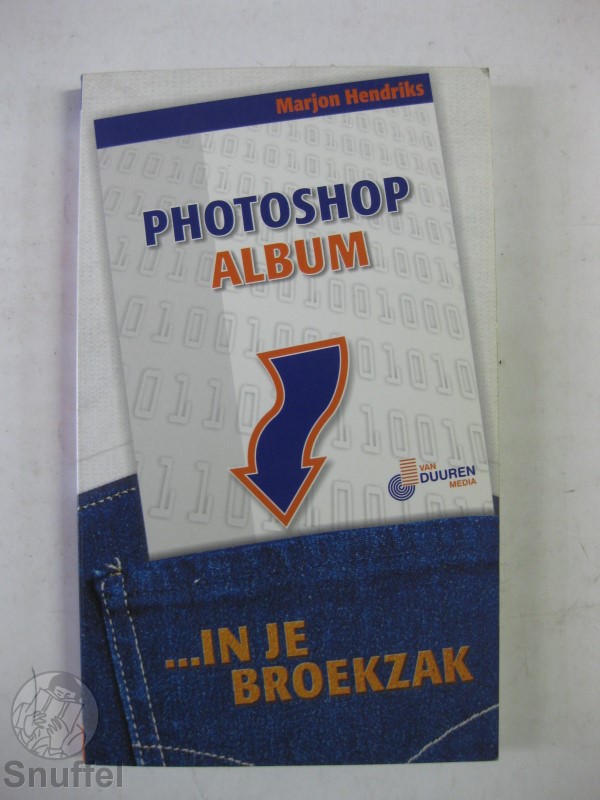 Marjon Hendriks
PHOTOSHOP
ALBUM
VAN
DUUREN
MEDIA
...IN JE
BROEKZAK
Snuffel